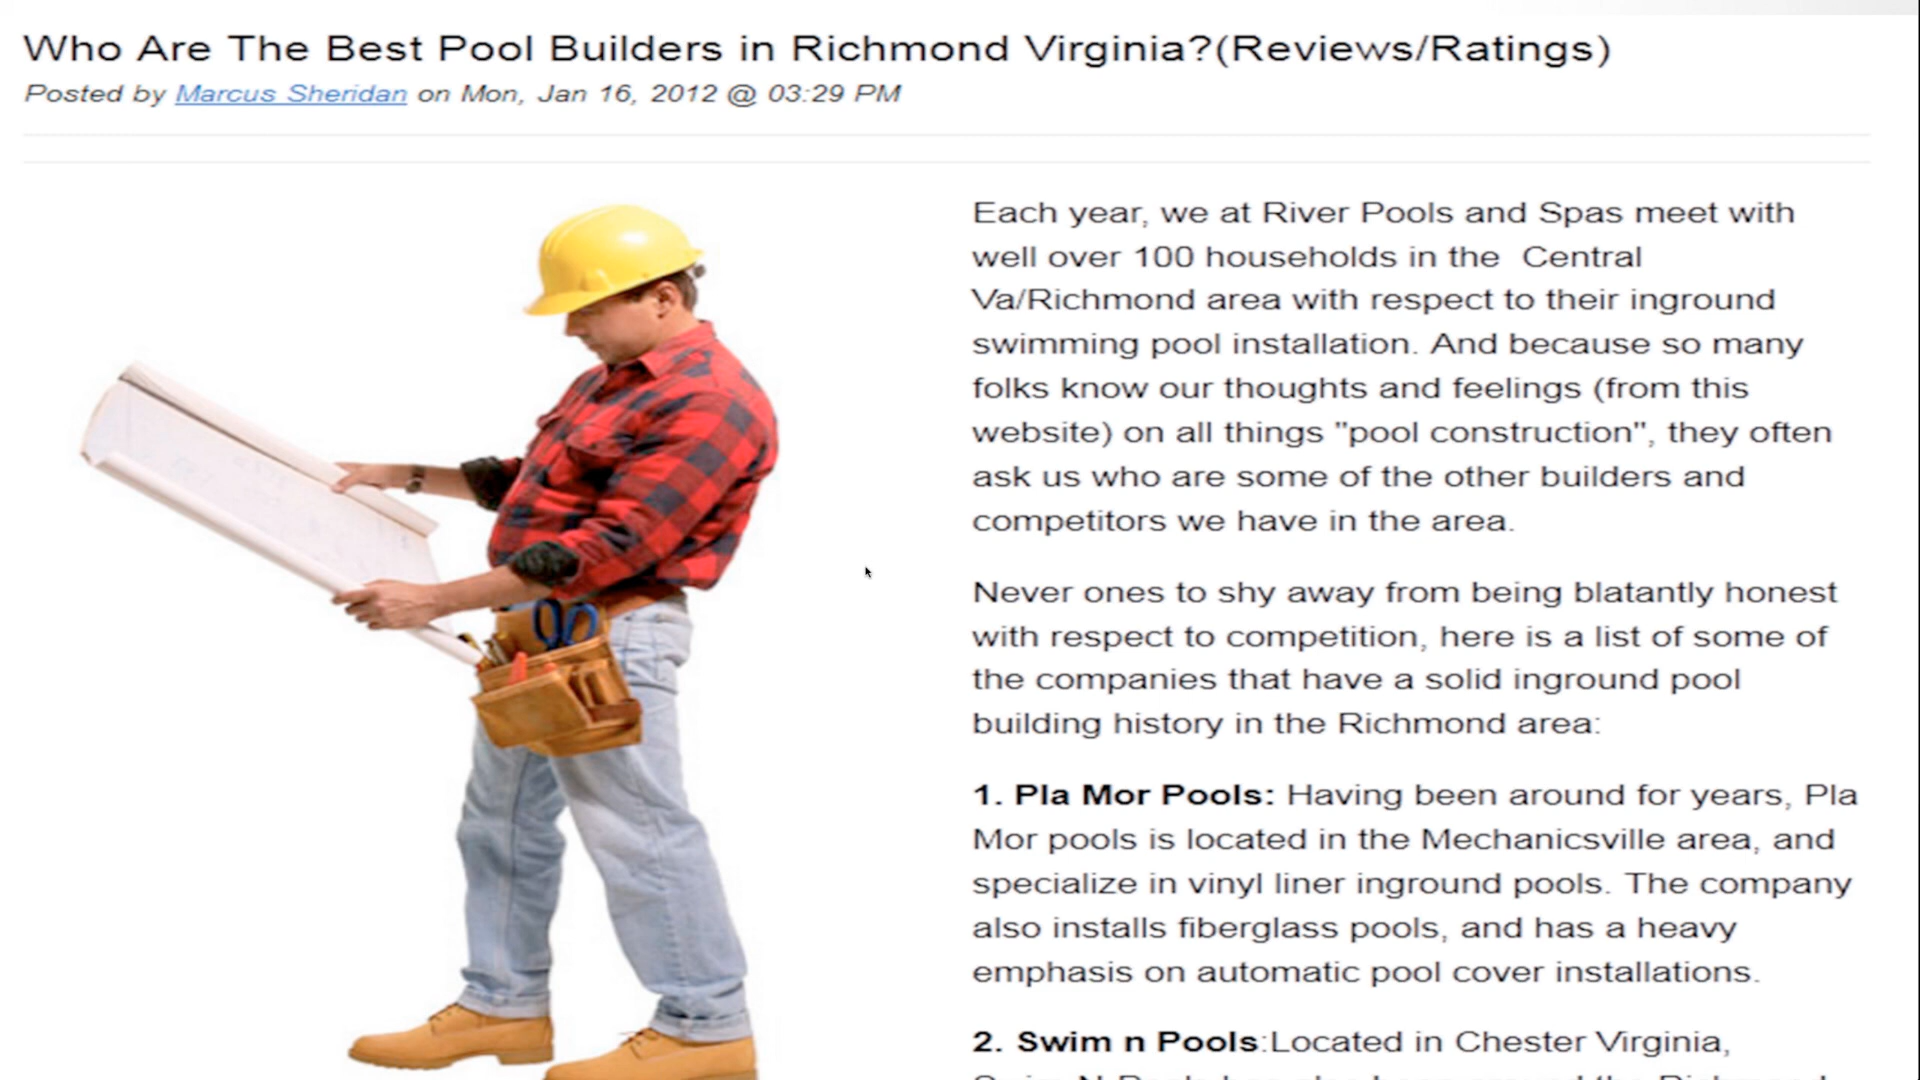 Who Are The Best Pool Builders in Richmond Virginia?(Reviews/Ratings)
Posted by Marcus Sheridan on Mon, Jan 16, 2012 @ 03:29 PM
Each year, we at River Pools and Spas meet with
well over 100 households in the  Central
Va/Richmond area with respect to their inground
swimming pool installation. And because so many
folks know our thoughts and feelings (from this
website) on all things "pool construction", they often
ask us who are some of the other builders and
competitors we have in the area.
Never ones to shy away from being blatantly honest
with respect to competition, here is a list of some of
the companies that have a solid inground pool
building history in the Richmond area:
1. Pla Mor Pools: Having been around for years, Pla
Mor pools is located in the Mechanicsville area, and
specialize in vinyl liner inground pools. The company
also installs fiberglass pools, and has a heavy
emphasis on automatic pool cover installations.
2. Swim n Pools:Located in Chester Virginia,